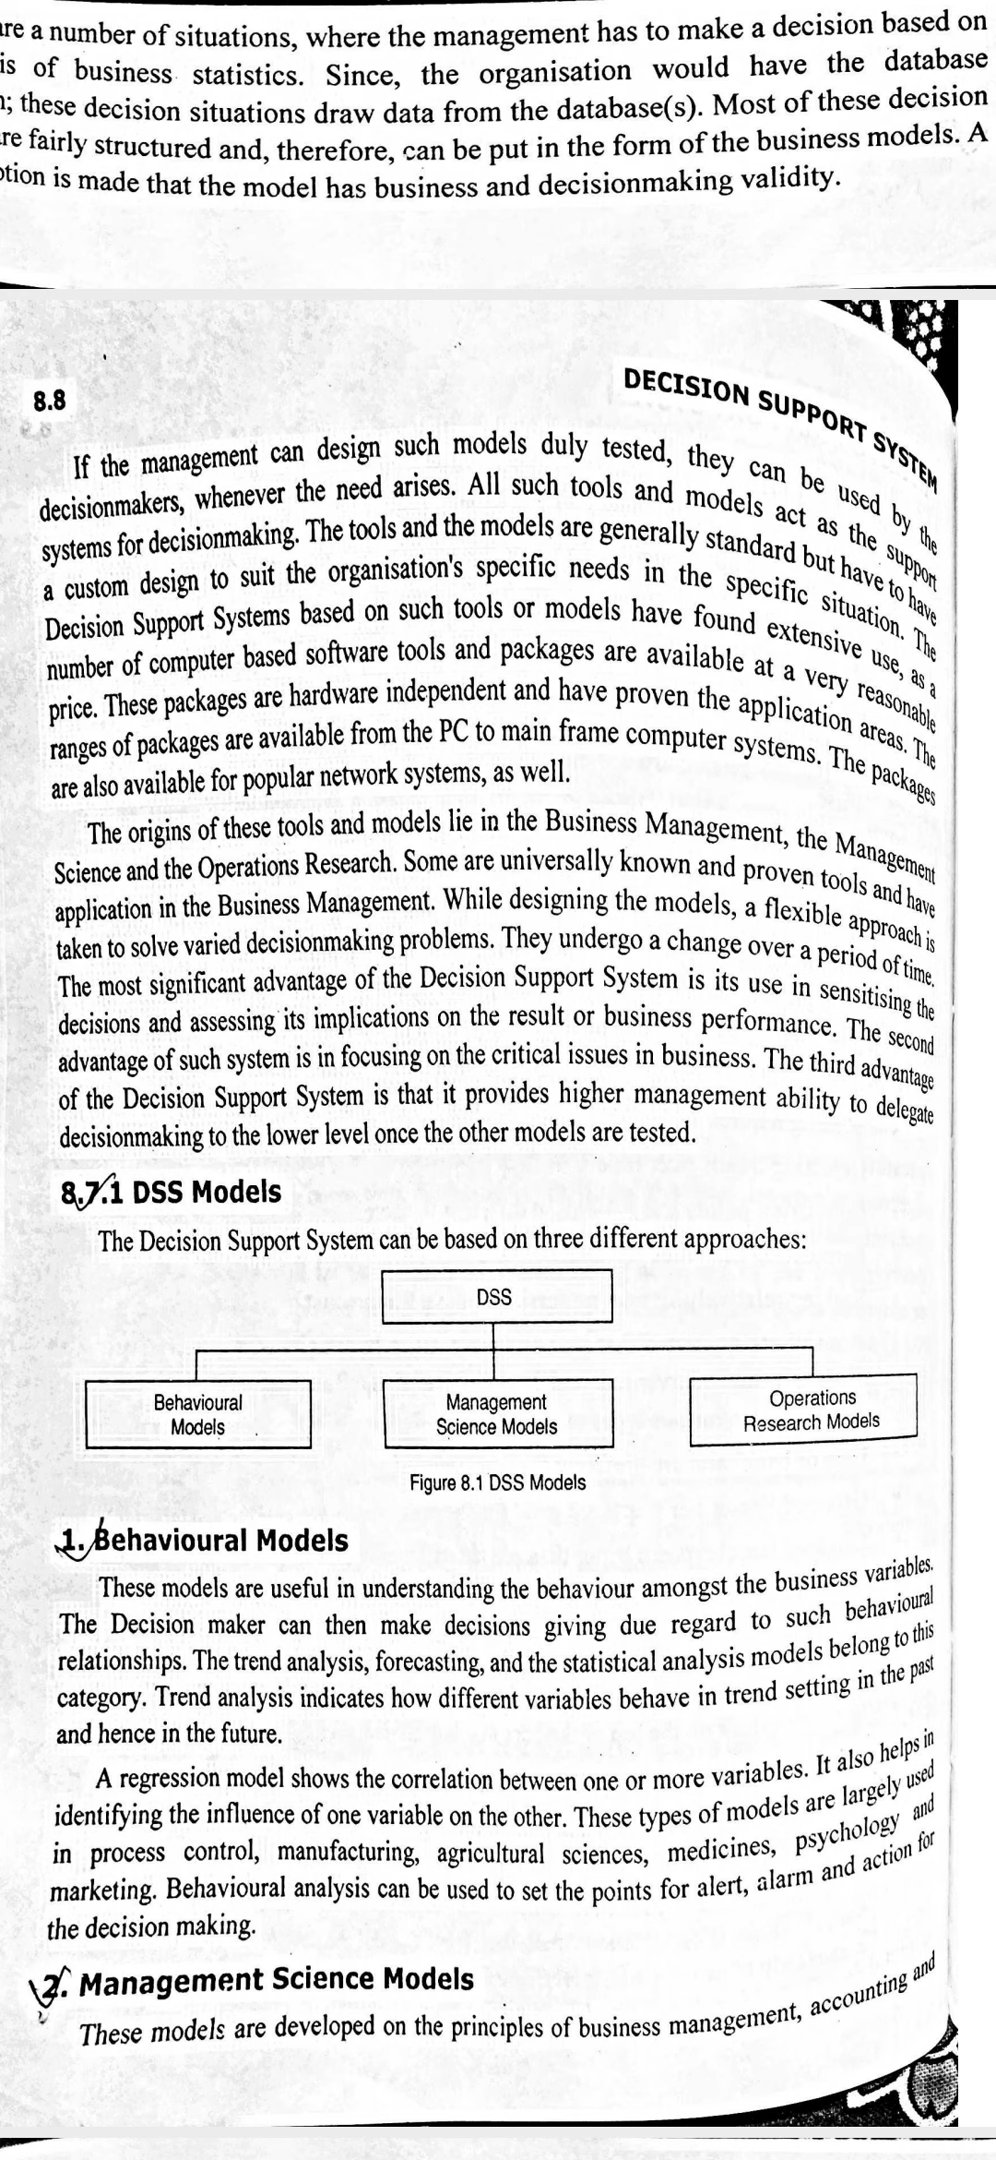 are a number of situations, where the management has to make a decision based on
is of business statistics. Since, the organisation would have the database
; these decision situations draw data from the database(s). Most of these decision
are fairly structured and, therefore, can be put in the form of the business models. A
tion is made that the model has business and decisionmaking validity.
8.8
DECISION SUPPORT SYSTEM
If the management can design such models duly tested, they can be used by the
decisionmakers, whenever the need arises. All such tools and models act as the support
systems for decisionmaking. The tools and the models are generally standard but have to have
a custom design to suit the organisation's specific needs in the specific situation. The
Decision Support Systems based on such tools or models have found extensive use, as a
number of computer based software tools and packages are available at a very reasonable
price. These packages are hardware independent and have proven the application areas. The
ranges of packages are available from the PC to main frame computer systems. The packages
are also available for popular network systems, as well.
The origins of these tools and models lie in the Business Management, the Management
Science and the Operations Research. Some are universally known and proven tools and have
application in the Business Management. While designing the models, a flexible approach is
taken to solve varied decisionmaking problems. They undergo a change over a period of time.
The most significant advantage of the Decision Support System is its use in sensitising the
decisions and assessing its implications on the result or business performance. The second
advantage of such system is in focusing on the critical issues in business. The third advantage
of the Decision Support System is that it provides higher management ability to delegate
decisionmaking to the lower level once the other models are tested.
8.7.1 DSS Models
The Decision Support System can be based on three different approaches:
DSS
Behavioural
Models
Management
Science Models
Operations
Research Models
Figure 8.1 DSS Models
1. Behavioural Models
These models are useful in understanding the behaviour amongst the business variables.
The Decision maker can then make decisions giving due regard to such behavioural
relationships. The trend analysis, forecasting, and the statistical analysis models belong to this
category. Trend analysis indicates how different variables behave in trend setting in the past
and hence in the future.
A regression model shows the correlation between one or more variables. It also helps in
identifying the influence of one variable on the other. These types of models are largely used
in process control, manufacturing, agricultural sciences, medicines, psychology and
marketing. Behavioural analysis can be used to set the points for alert, alarm and action for
the decision making.
2. Management Science Models
These models are developed on the principles of business management, accounting and